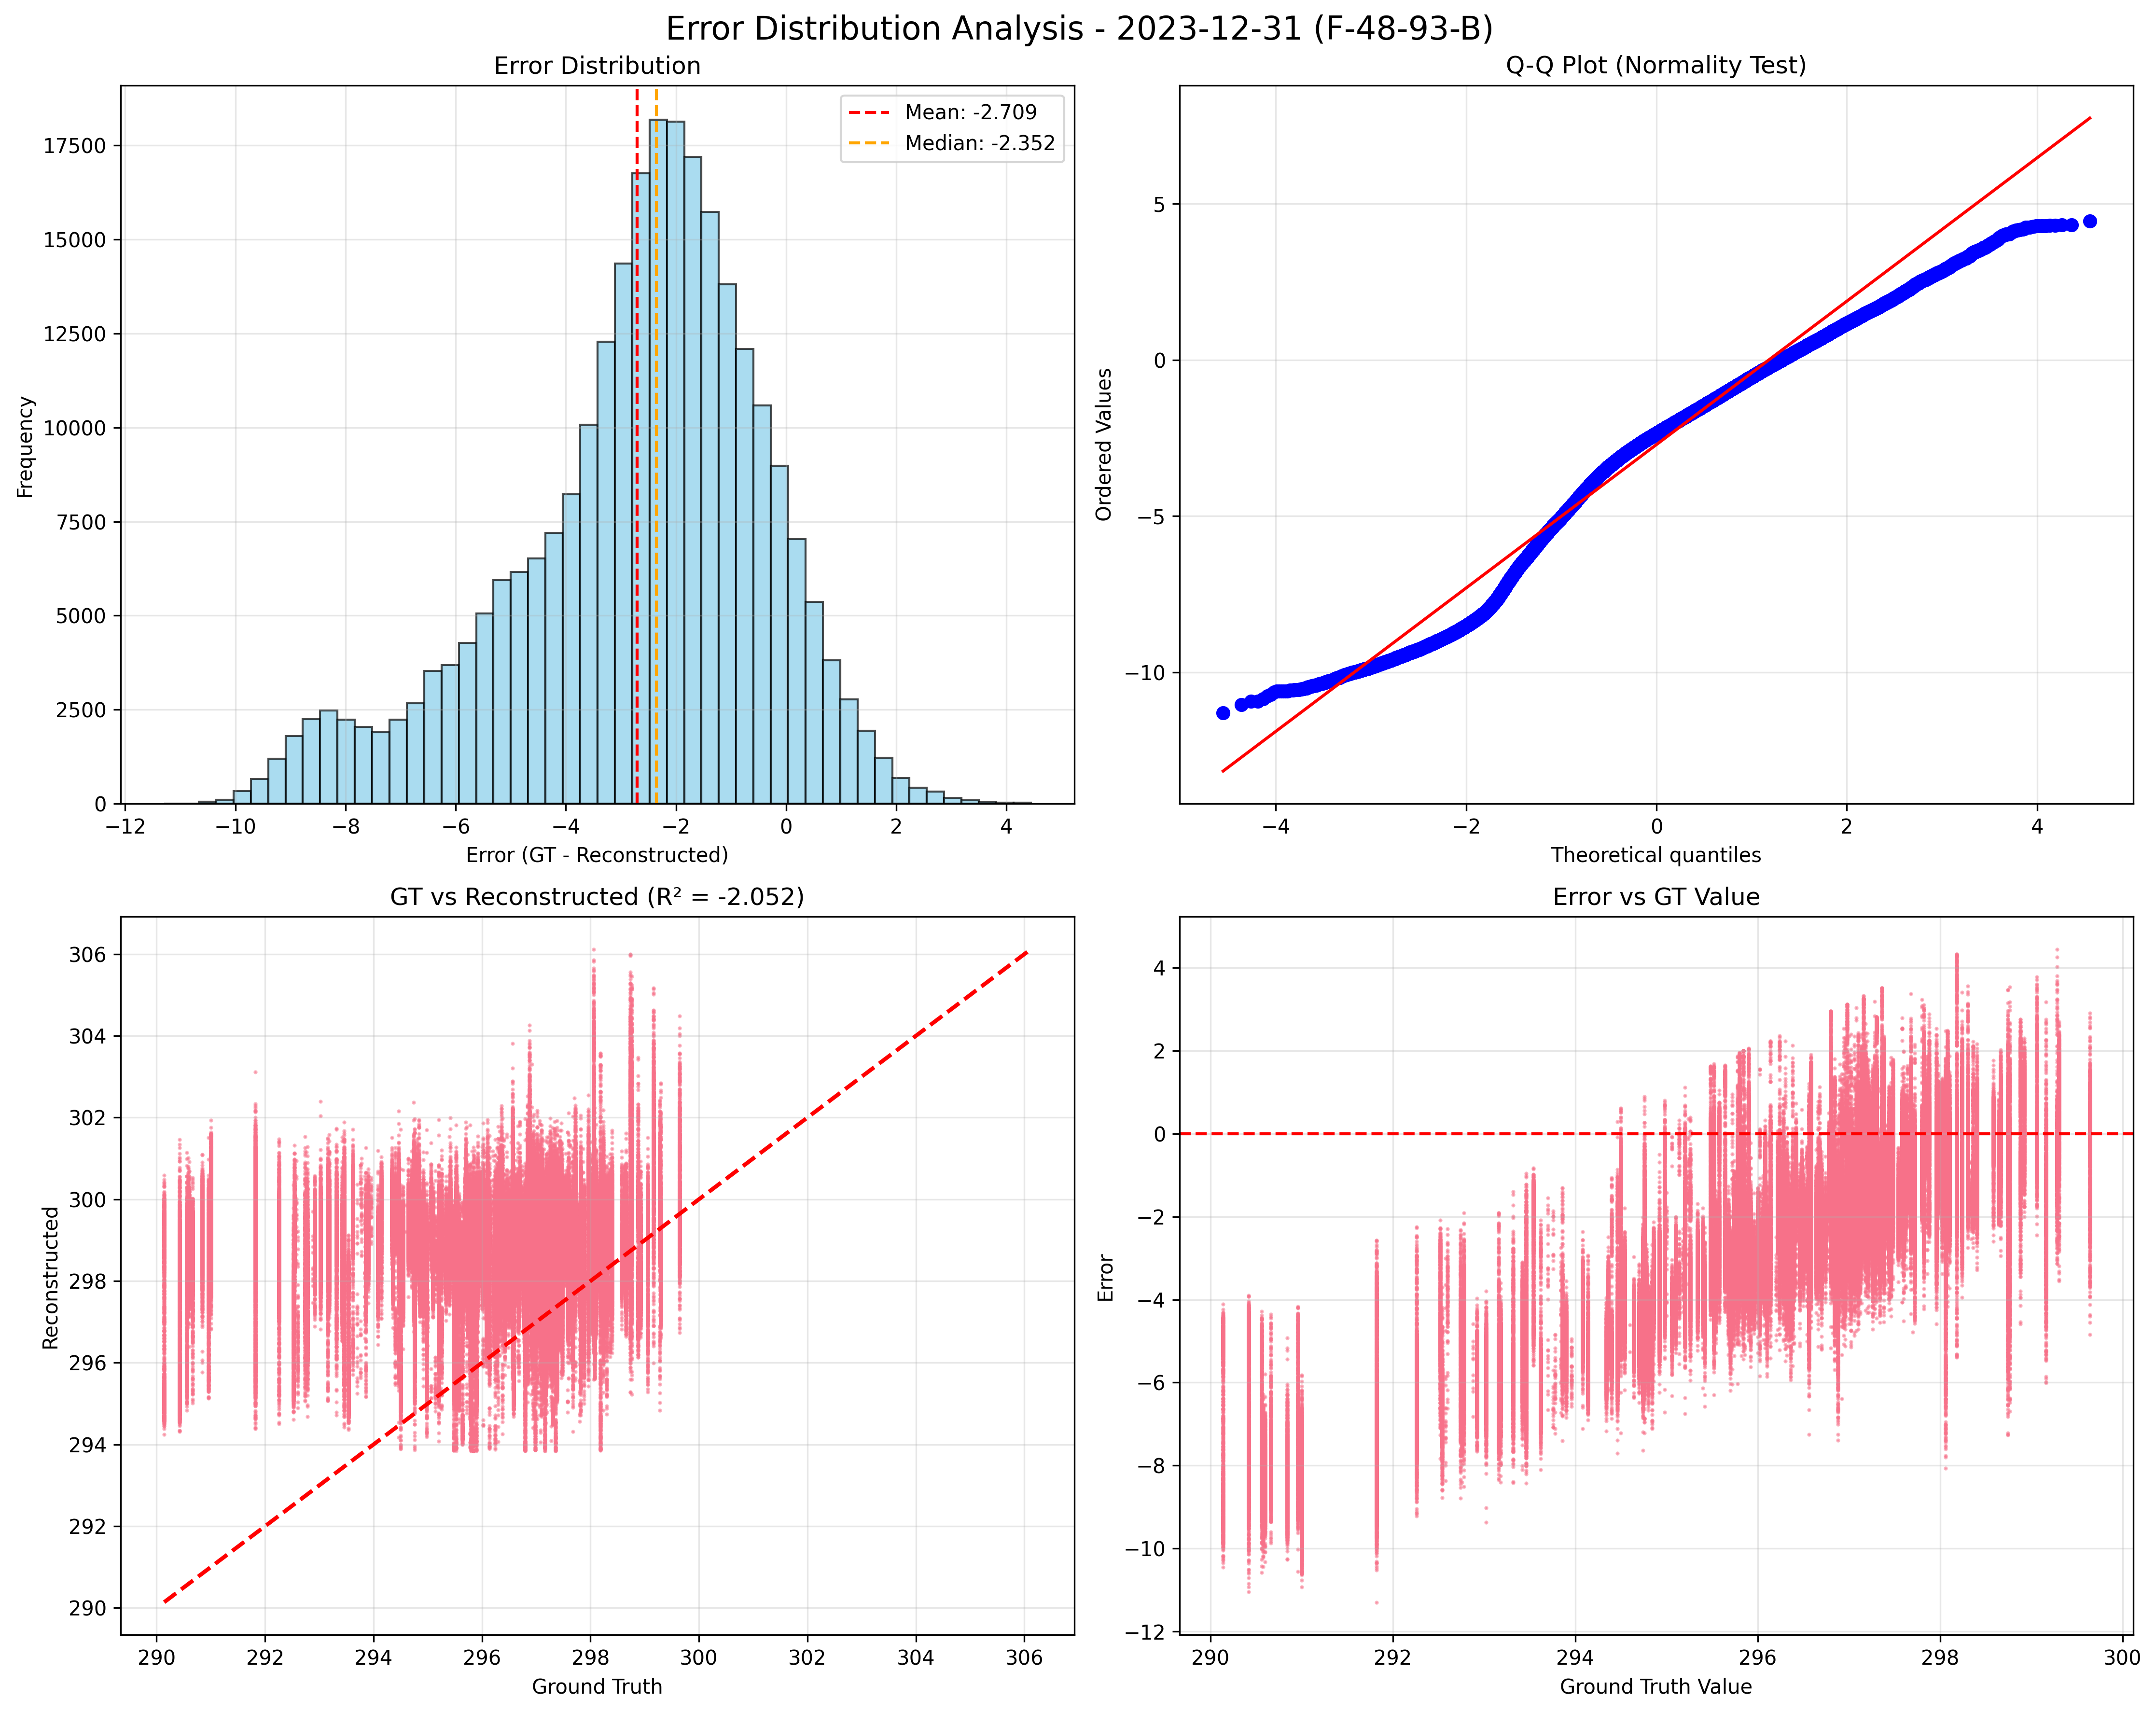 Error Distribution Analysis - 2023-12-31 (F-48-93-B)
Error Distribution
Mean: -2.709
Median: -2.352
Frequency
17500
15000
12500
10000
7500
5000
2500
0
−12 −10 −8 −6 −4 −2 0 2 4
Error (GT - Reconstructed)
Q-Q Plot (Normality Test)
Ordered Values
5
0
−5
−10
−4 −2 0 2 4
Theoretical quantiles
GT vs Reconstructed (R² = -2.052)
Reconstructed
306
304
302
300
298
296
294
292
290
290 292 294 296 298 300 302 304 306
Ground Truth
Error vs GT Value
Error
4
2
0
−2
−4
−6
−8
−10
−12
290 292 294 296 298 300
Ground Truth Value